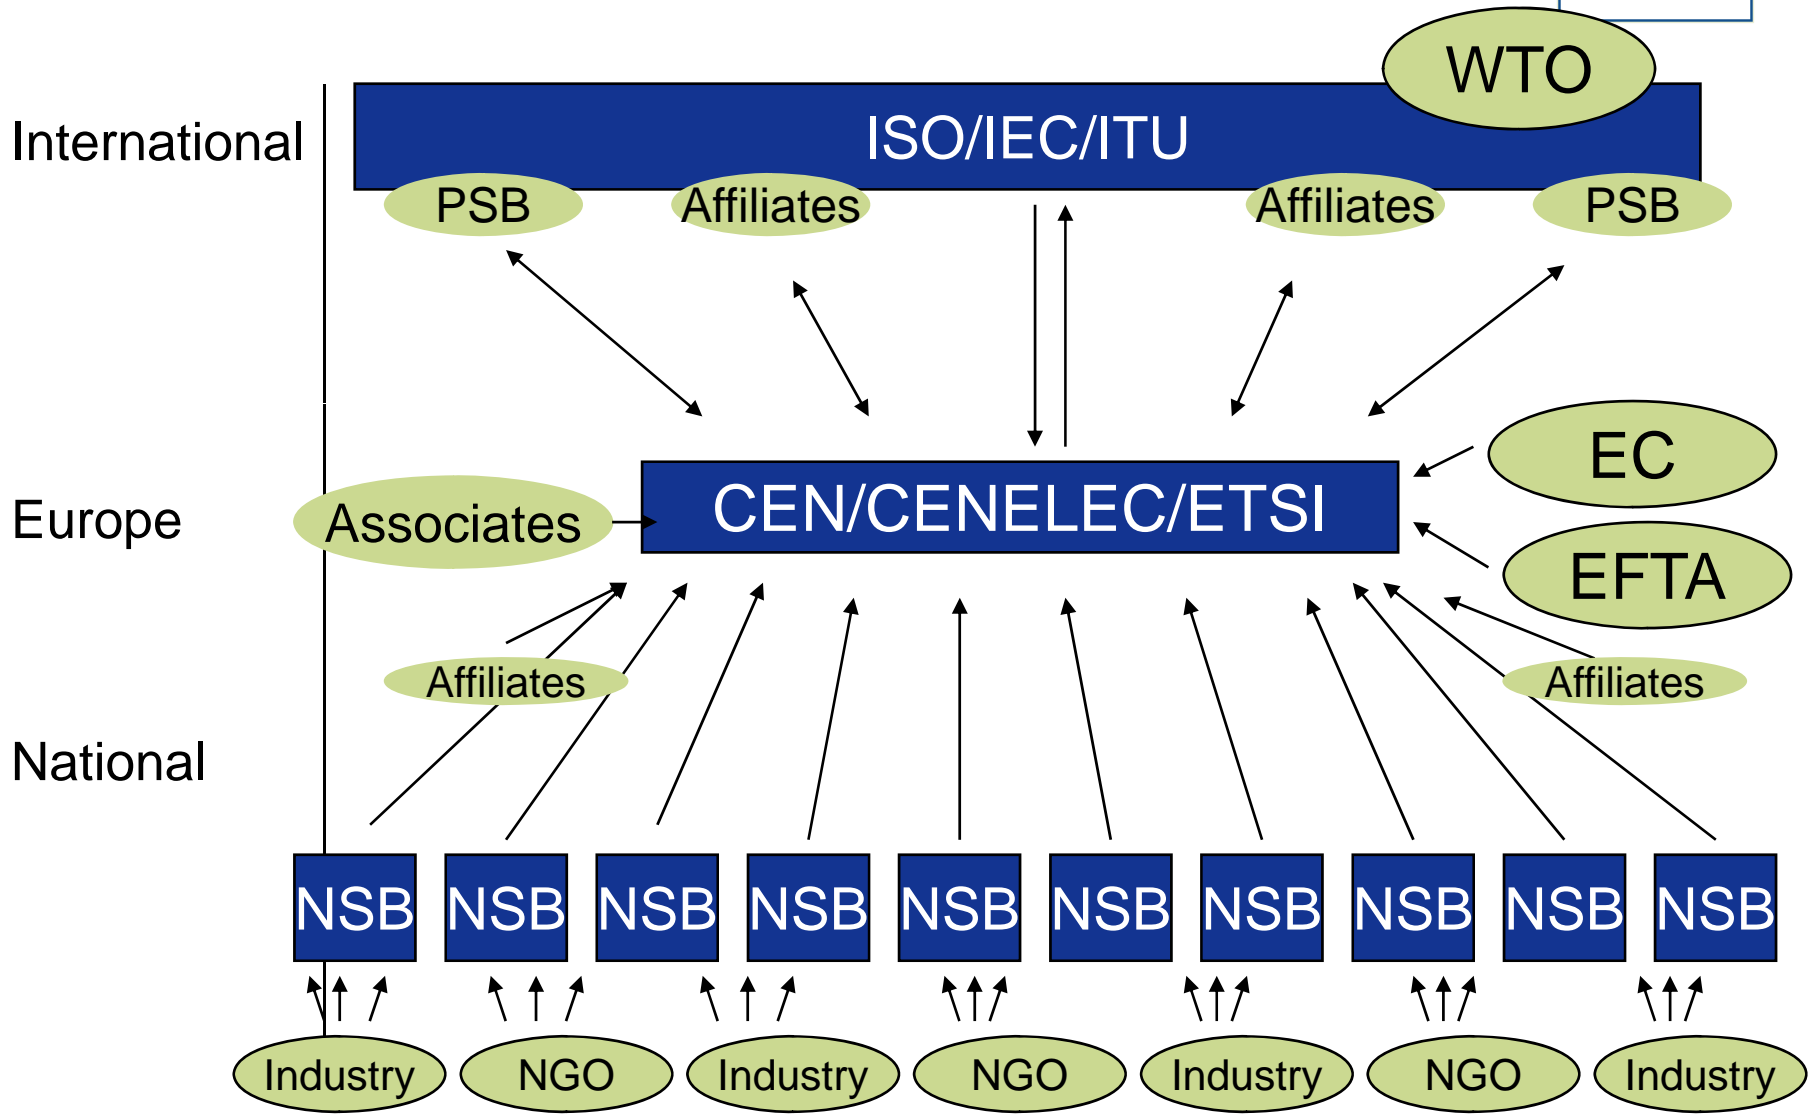 WTO
International
ISO/IEC/ITU
PSB
Affiliates
Affiliates
PSB
EC
Europe
Associates
CEN/CENELEC/ETSI
EFTA
Affiliates
Affiliates
National
NSB
NSB
NSB
NSB
NSB
NSB
NSB
NSB
NSB
NSB
Industry
NGO
Industry
NGO
Industry
NGO
Industry